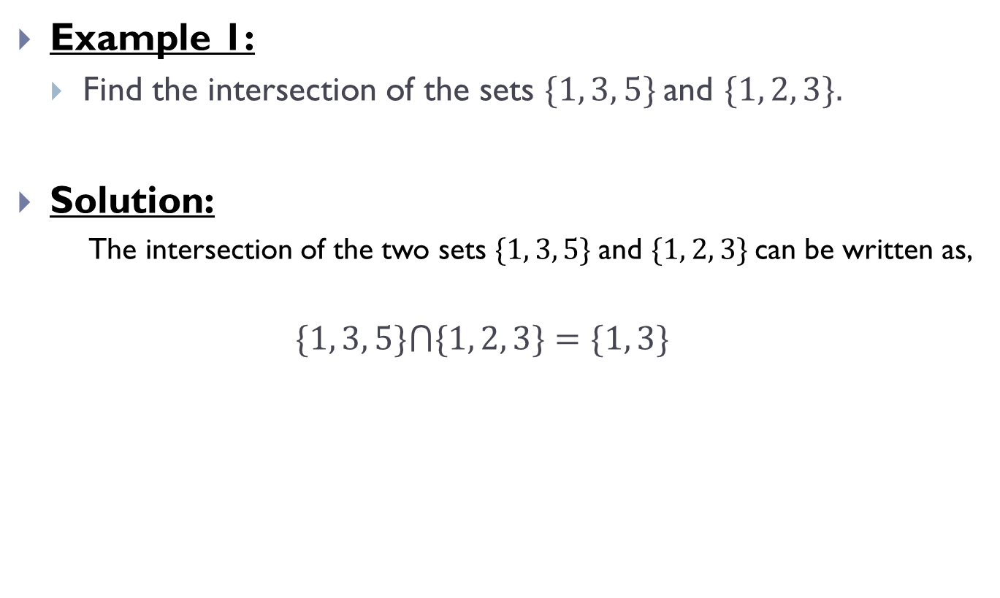 Example 1:
Find the intersection of the sets {1, 3, 5} and {1, 2, 3}.
Solution:
The intersection of the two sets {1, 3, 5} and {1, 2, 3} can be written as,
{1, 3, 5}∩{1, 2, 3} = {1, 3}